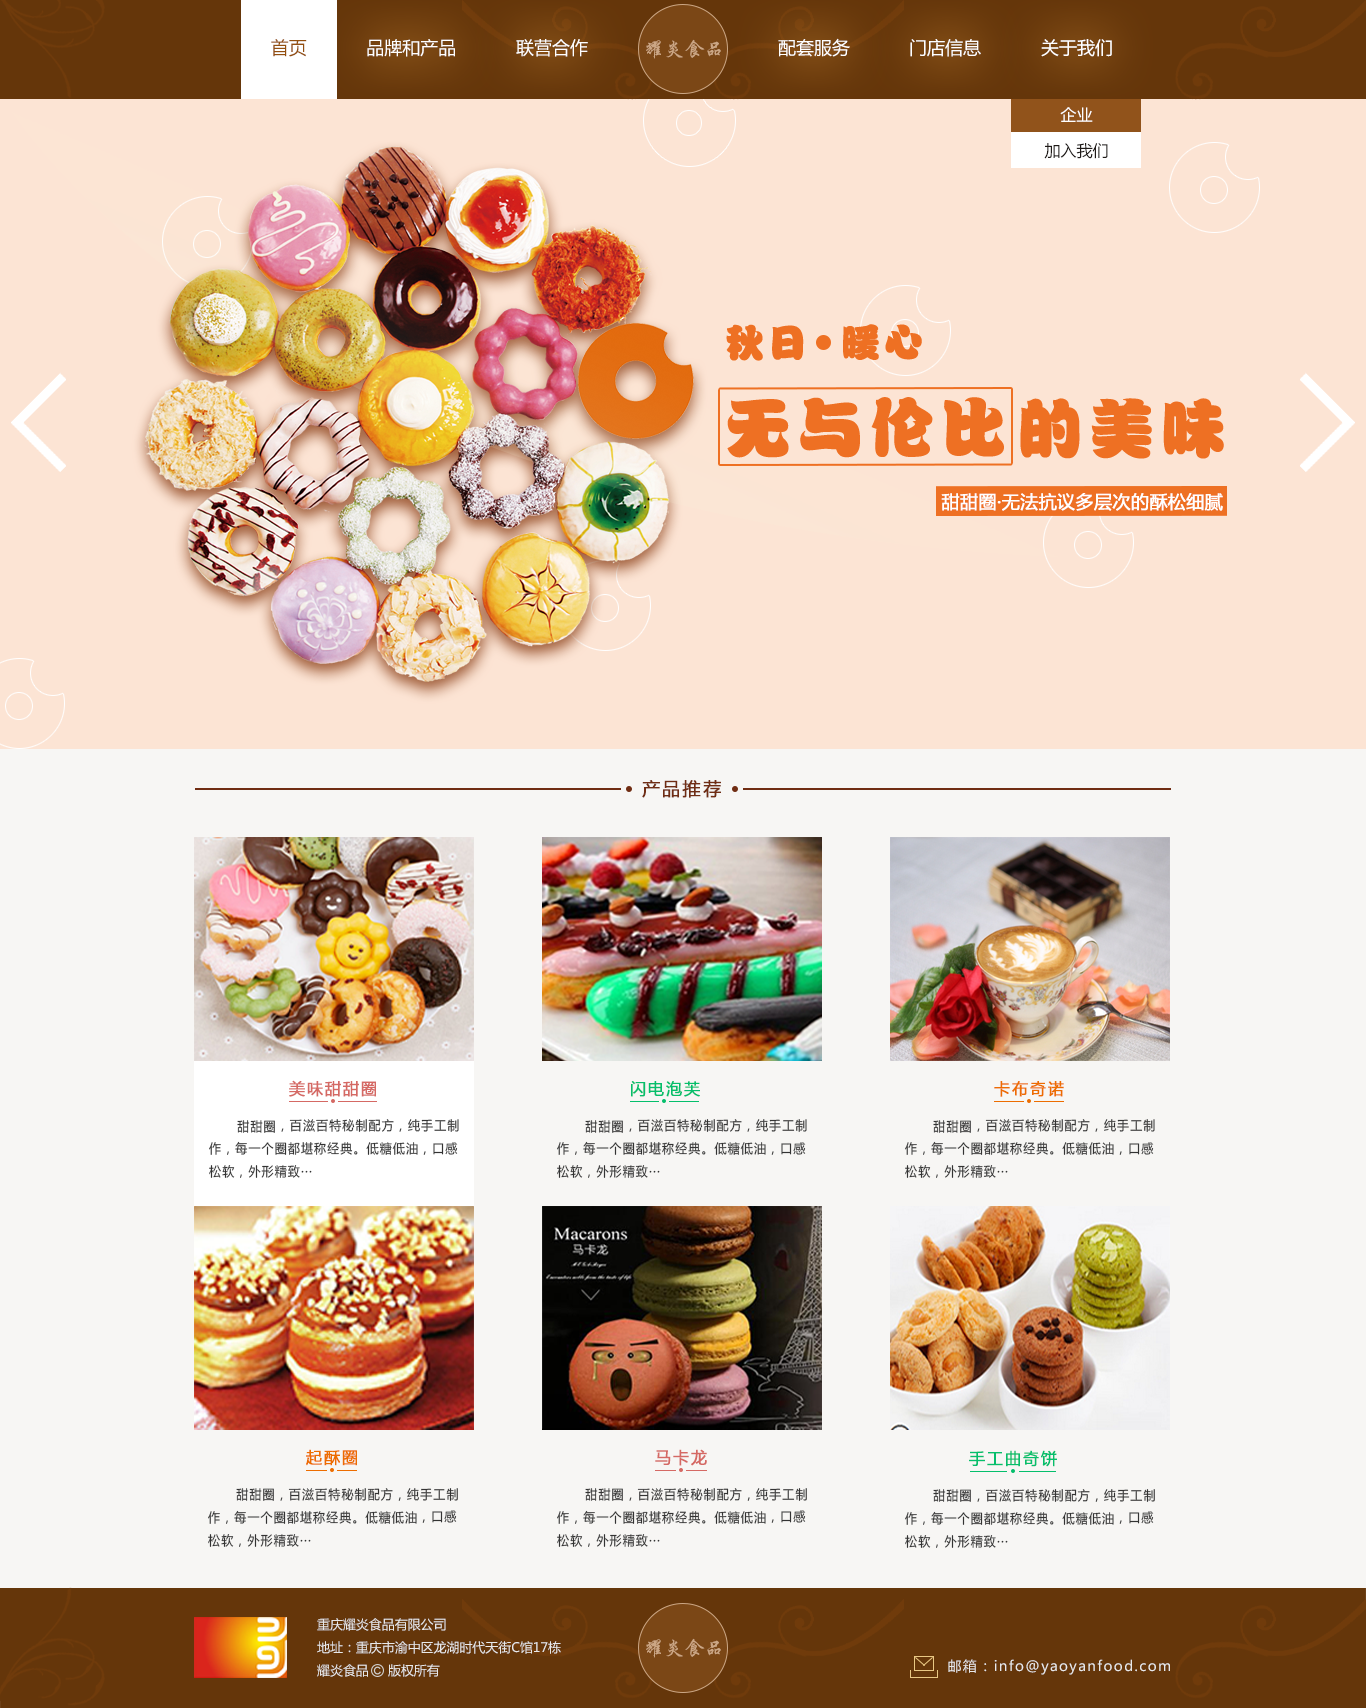 首页
品牌和产品
联营合作
耀炎食品
配套服务
门店信息
关于我们
企业
加入我们
秋日·暖心
无与伦比的美味
甜甜圈·无法抗议多层次的酥松细腻
产品推荐
美味甜甜圈
甜甜圈，百滋百特秘制配方，纯手工制
作，每一个圈都堪称经典。低糖低油，口感
松软，外形精致…
闪电泡芙
甜甜圈，百滋百特秘制配方，纯手工制
作，每一个圈都堪称经典。低糖低油，口感
松软，外形精致…
卡布奇诺
甜甜圈，百滋百特秘制配方，纯手工制
作，每一个圈都堪称经典。低糖低油，口感
松软，外形精致…
起酥圈
甜甜圈，百滋百特秘制配方，纯手工制
作，每一个圈都堪称经典。低糖低油，口感
松软，外形精致…
Macarons
马卡龙
马卡龙
甜甜圈，百滋百特秘制配方，纯手工制
作，每一个圈都堪称经典。低糖低油，口感
松软，外形精致…
手工曲奇饼
甜甜圈，百滋百特秘制配方，纯手工制
作，每一个圈都堪称经典。低糖低油，口感
松软，外形精致…
重庆耀炎食品有限公司
地址：重庆市渝中区龙湖时代天街C馆17栋
耀炎食品 © 版权所有
耀炎食品
邮箱：info@yaoyanfood.com